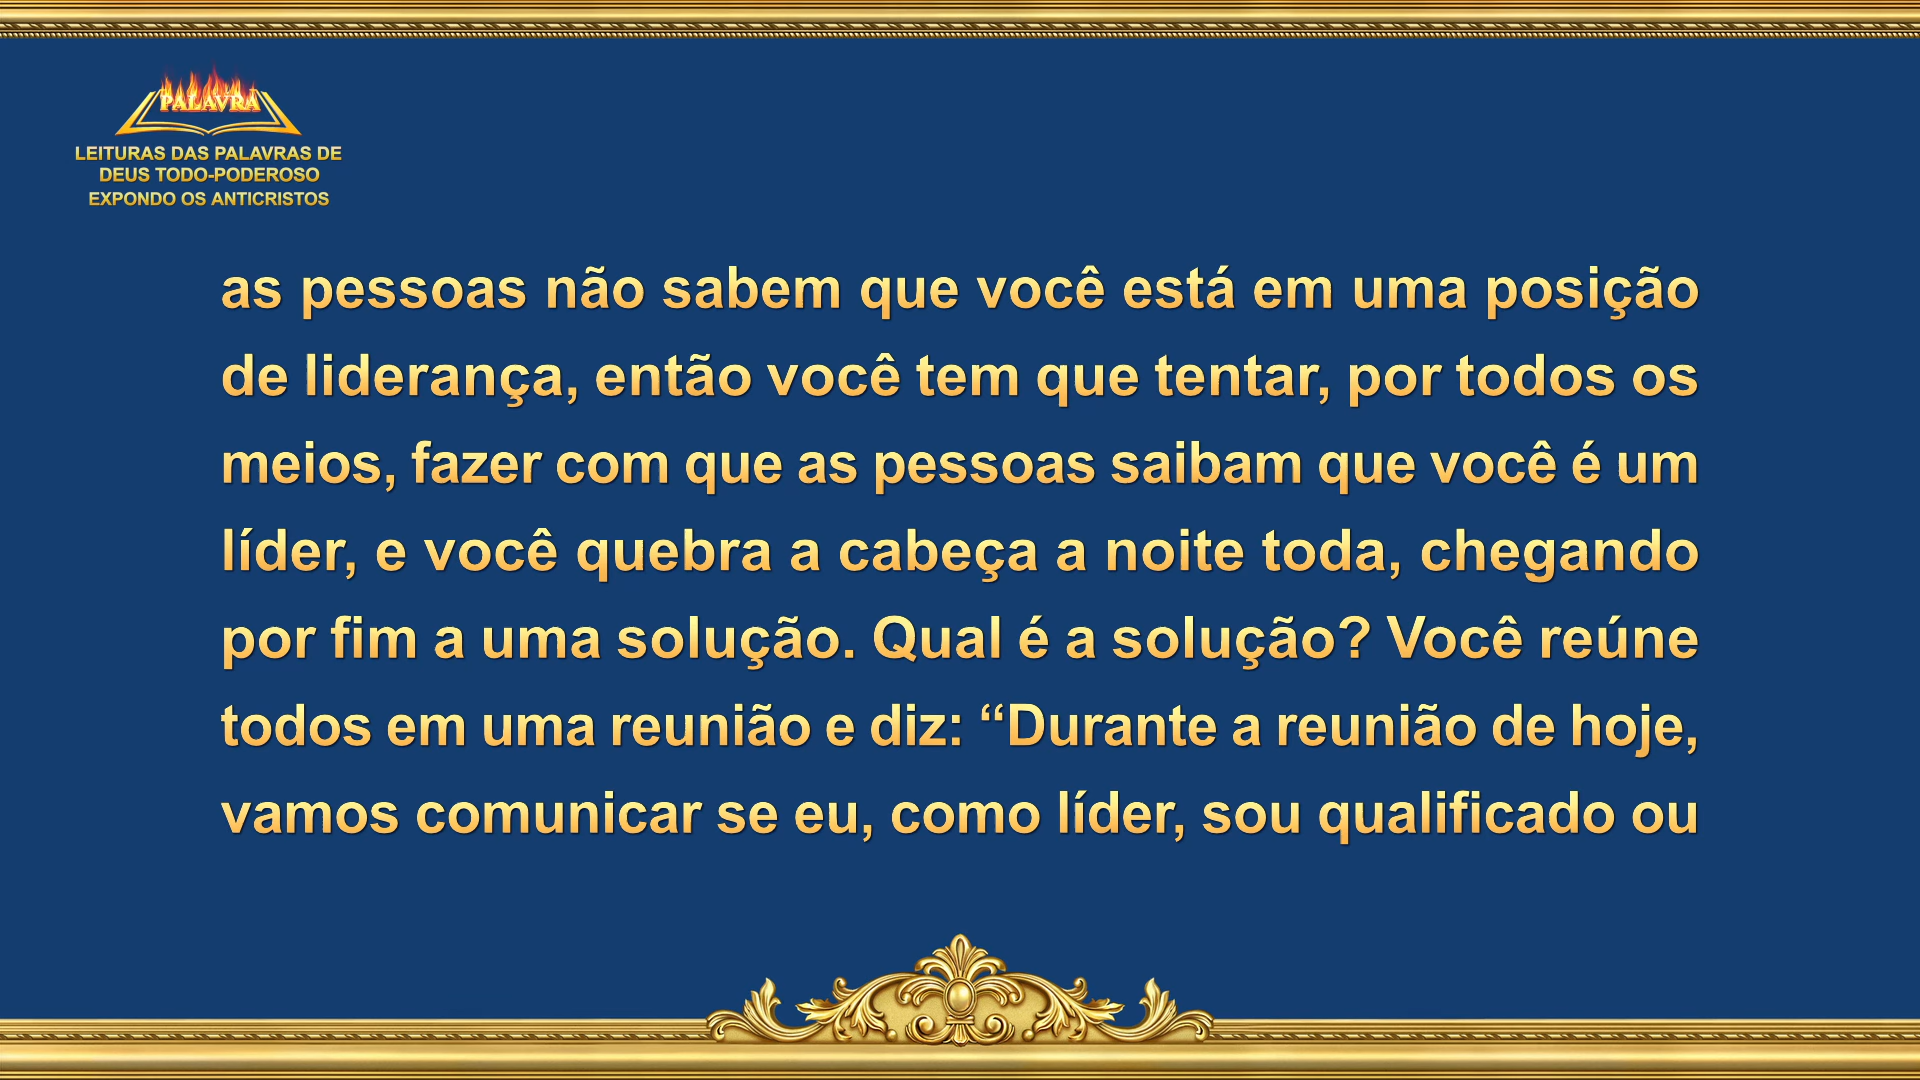 PALAVRA
LEITURAS DAS PALAVRAS DE
DEUS TODO-PODEROSO
EXPONDO OS ANTICRISTOS
as pessoas não sabem que você está em uma posição
de liderança, então você tem que tentar, por todos os
meios, fazer com que as pessoas saibam que você é um
líder, e você quebra a cabeça a noite toda, chegando
por fim a uma solução. Qual é a solução? Você reúne
todos em uma reunião e diz: “Durante a reunião de hoje,
vamos comunicar se eu, como líder, sou qualificado ou